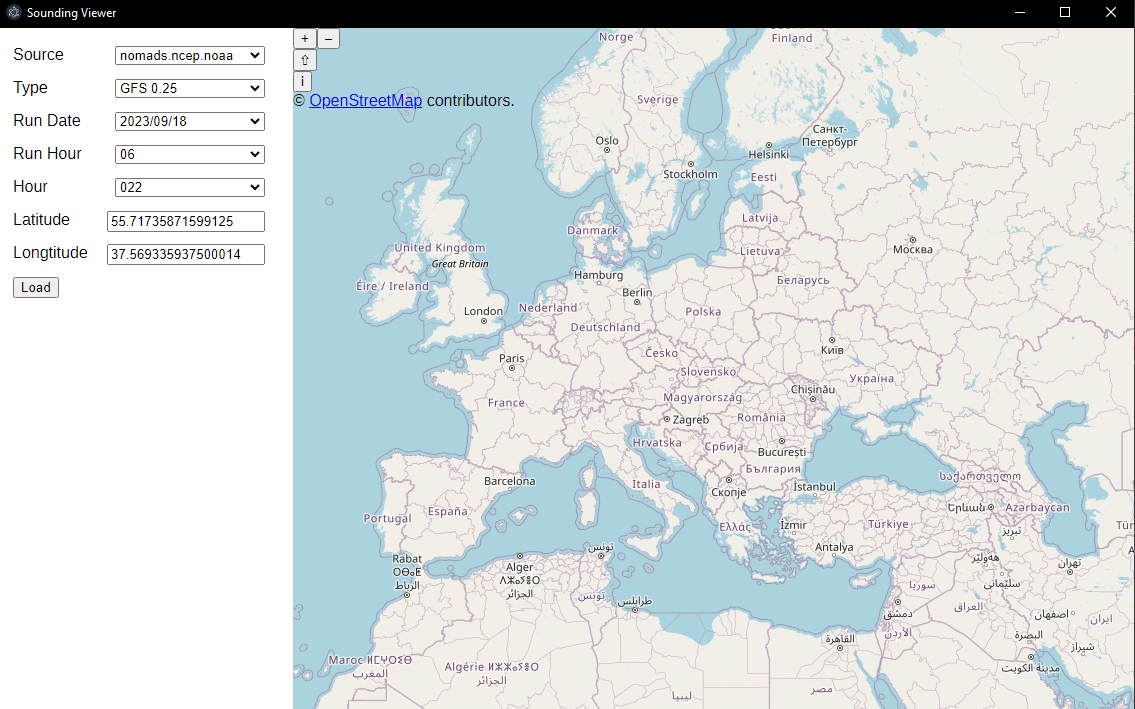 Sounding Viewer
Source
nomads.ncep.noaa
Type
GFS 0.25
Run Date
2023/09/18
Run Hour
06
Hour
022
Latitude
55.71735871599125
Longtitude
37.569335937500014
Load
+
−
⇧
i
© OpenStreetMap contributors.
Norge
Finland
Sverige
Санкт-
Петербург
Oslo
Helsinki
Stockholm
Eesti
Latvija
Danmark
Москва
United Kingdom
Lietuva
Great Britain
Hamburg
Беларусь
Éire / Ireland
Berlin
London
Nederland
Polska
Deutschland
Київ
Česko
Paris
Slovensko
Україна
Chișinău
Magyarország
France
Zagreb
România
Hrvatska
Србија
București
България
Barcelona
Italia
Скопје
İstanbul
საქართველო
España
Portugal
Ελλάς
İzmir
Türkiye
Երևան
Azərbaycan
تبریز
Antalya
تونس
Rabat
ⵔⴱⴰⵟ
الرباط
Alger
الجزائر
تونس
طرابلس
هەولێر
سلێمانی
تهران
سوريا
دمشق
العراق
اصفهان
ایران
الأردن
القاهرة
البصرة
شیراز
مدينة الكويت
Maroc ⵍⵎⵖⵔⵉⴱ
المغرب
Algérie ⵍⵣⵣⴰⵢⴻⵔ
الجزائر
ليبيا
مصر